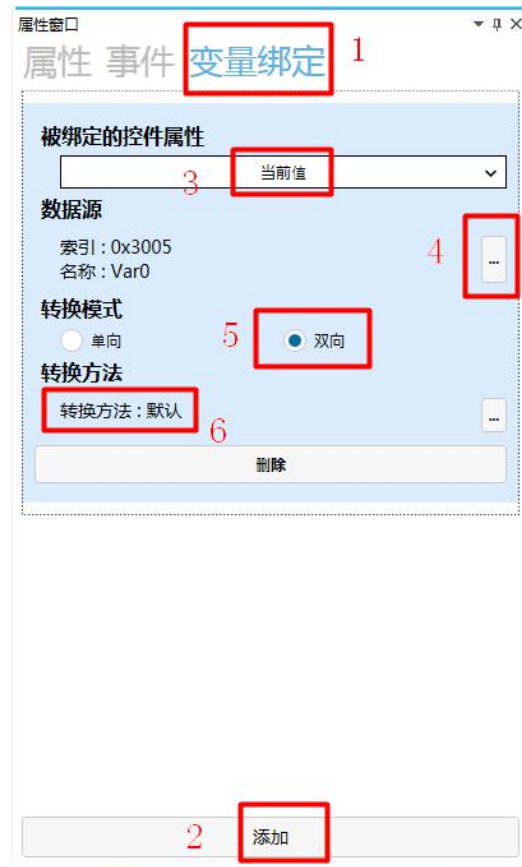 属性窗口
属性 事件 变量绑定 1
被绑定的控件属性
3 当前值
数据源
索引：0x3005
名称：Var0
4 ...
转换模式
单向 5 双向
转换方法
转换方法：默认 6 ...
删除
2 添加